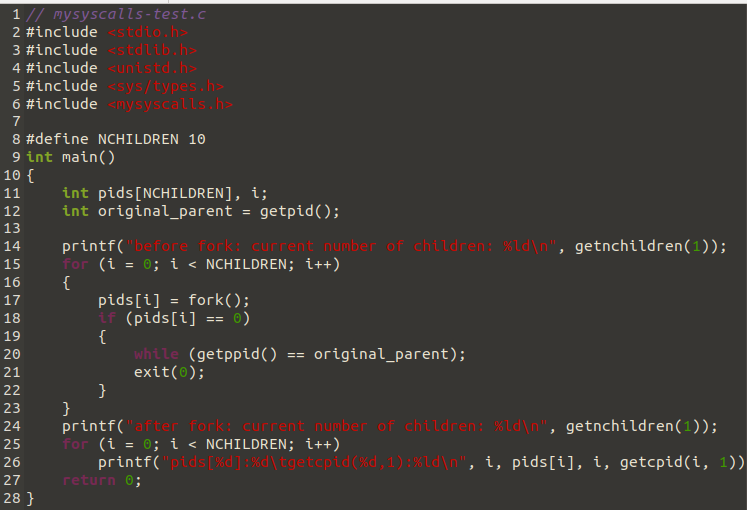 1 // mysyscalls-test.c
2 #include <stdio.h>
3 #include <stdlib.h>
4 #include <unistd.h>
5 #include <sys/types.h>
6 #include <mysyscalls.h>
7
8 #define NCHILDREN 10
9 int main()
10 {
11     int pids[NCHILDREN], i;
12     int original_parent = getpid();
13
14     printf("before fork: current number of children: %ld\n", getnchildren(1));
15     for (i = 0; i < NCHILDREN; i++)
16     {
17         pids[i] = fork();
18         if (pids[i] == 0)
19         {
20             while (getppid() == original_parent);
21             exit(0);
22         }
23     }
24     printf("after fork: current number of children: %ld\n", getnchildren(1));
25     for (i = 0; i < NCHILDREN; i++)
26         printf("pids[%d]:%d\tgetcpid(%d,1):%ld\n", i, pids[i], i, getcpid(i, 1))
27     return 0;
28 }